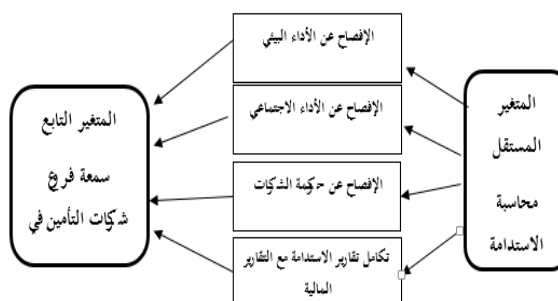 المتغير
المستقل
محاسبة
الاستدامة
الإفصاح عن الأداء البيئي
الإفصاح عن الأداء الاجتماعي
الإفصاح عن حوكمة الشركات
تكامل تقارير الاستدامة مع التقارير
المالية
المتغير التابع
سمعة فروع
شركات التأمين في